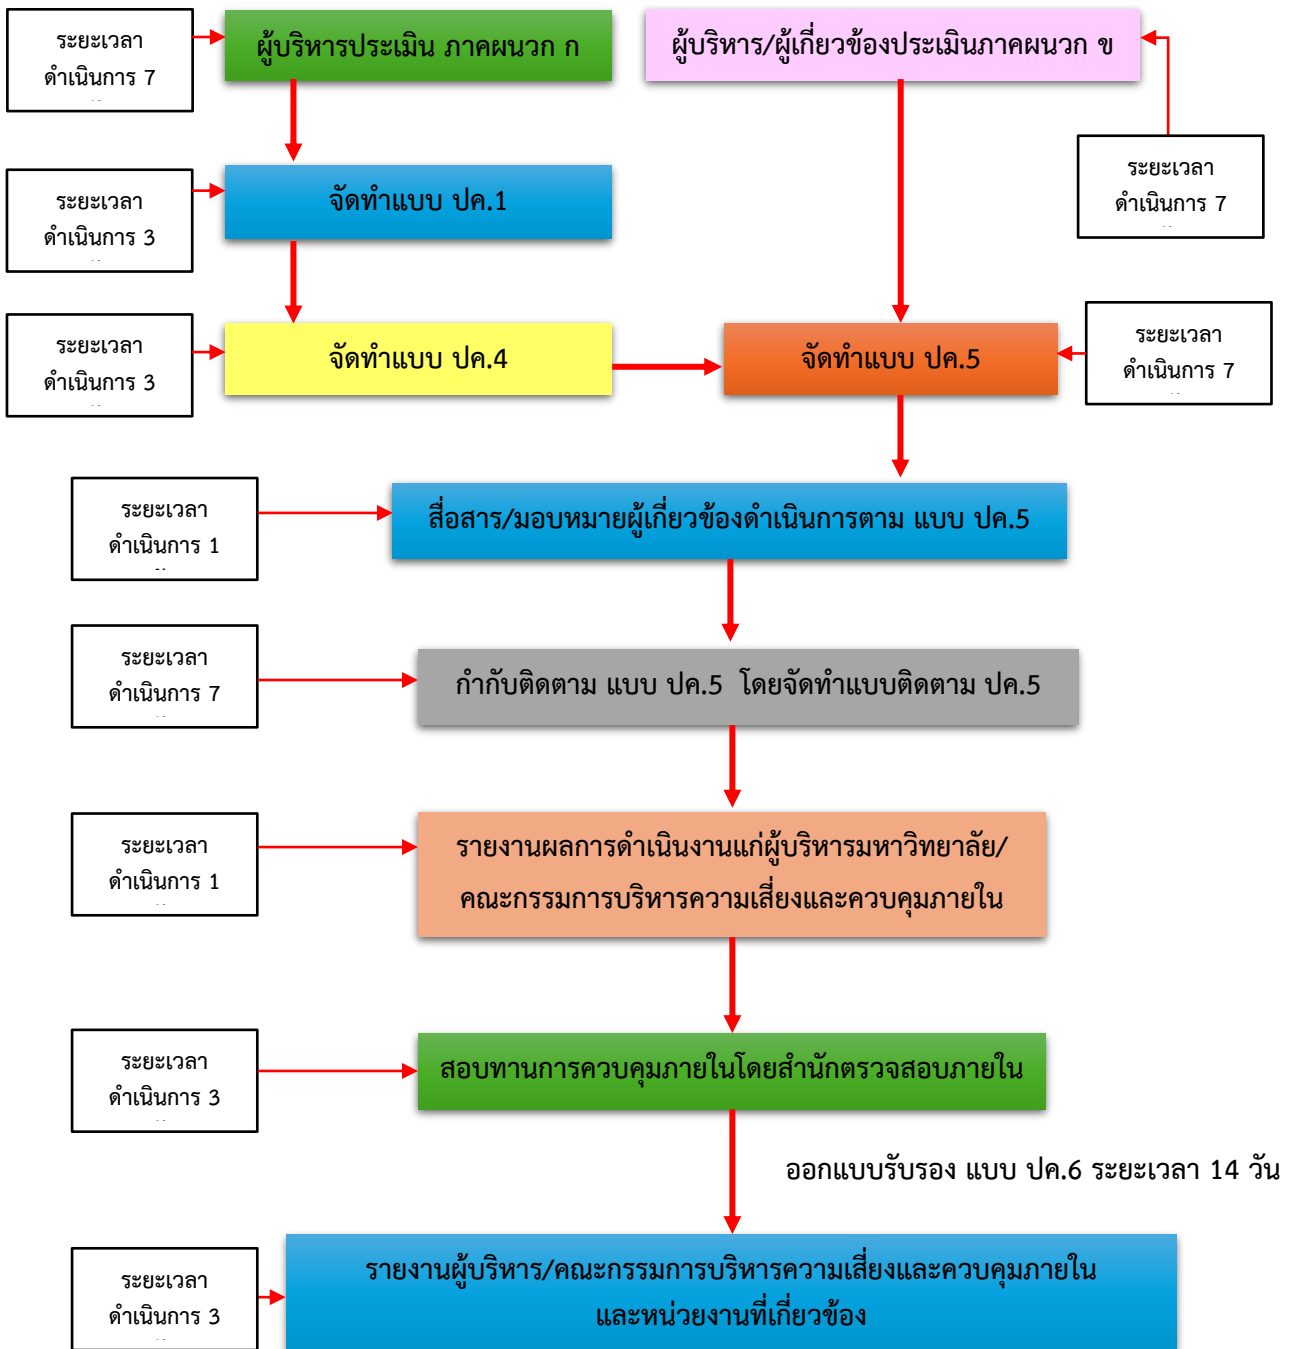 ระยะเวลา
ดำเนินการ 7
ผู้บริหารประเมิน ภาคผนวก ก
ผู้บริหาร/ผู้เกี่ยวข้องประเมินภาคผนวก ข
ระยะเวลา
ดำเนินการ 7
ระยะเวลา
ดำเนินการ 3
จัดทำแบบ ปค.1
ระยะเวลา
ดำเนินการ 3
จัดทำแบบ ปค.4
จัดทำแบบ ปค.5
ระยะเวลา
ดำเนินการ 7
ระยะเวลา
ดำเนินการ 1
สื่อสาร/มอบหมายผู้เกี่ยวข้องดำเนินการตาม แบบ ปค.5
ระยะเวลา
ดำเนินการ 7
กำกับติดตาม แบบ ปค.5 โดยจัดทำแบบติดตาม ปค.5
ระยะเวลา
ดำเนินการ 1
รายงานผลการดำเนินงานแก่ผู้บริหารมหาวิทยาลัย/
คณะกรรมการบริหารความเสี่ยงและควบคุมภายใน
ระยะเวลา
ดำเนินการ 3
สอบทานการควบคุมภายในโดยสำนักตรวจสอบภายใน
ออกแบบรับรอง แบบ ปค.6 ระยะเวลา 14 วัน
ระยะเวลา
ดำเนินการ 3
รายงานผู้บริหาร/คณะกรรมการบริหารความเสี่ยงและควบคุมภายใน
และหน่วยงานที่เกี่ยวข้อง